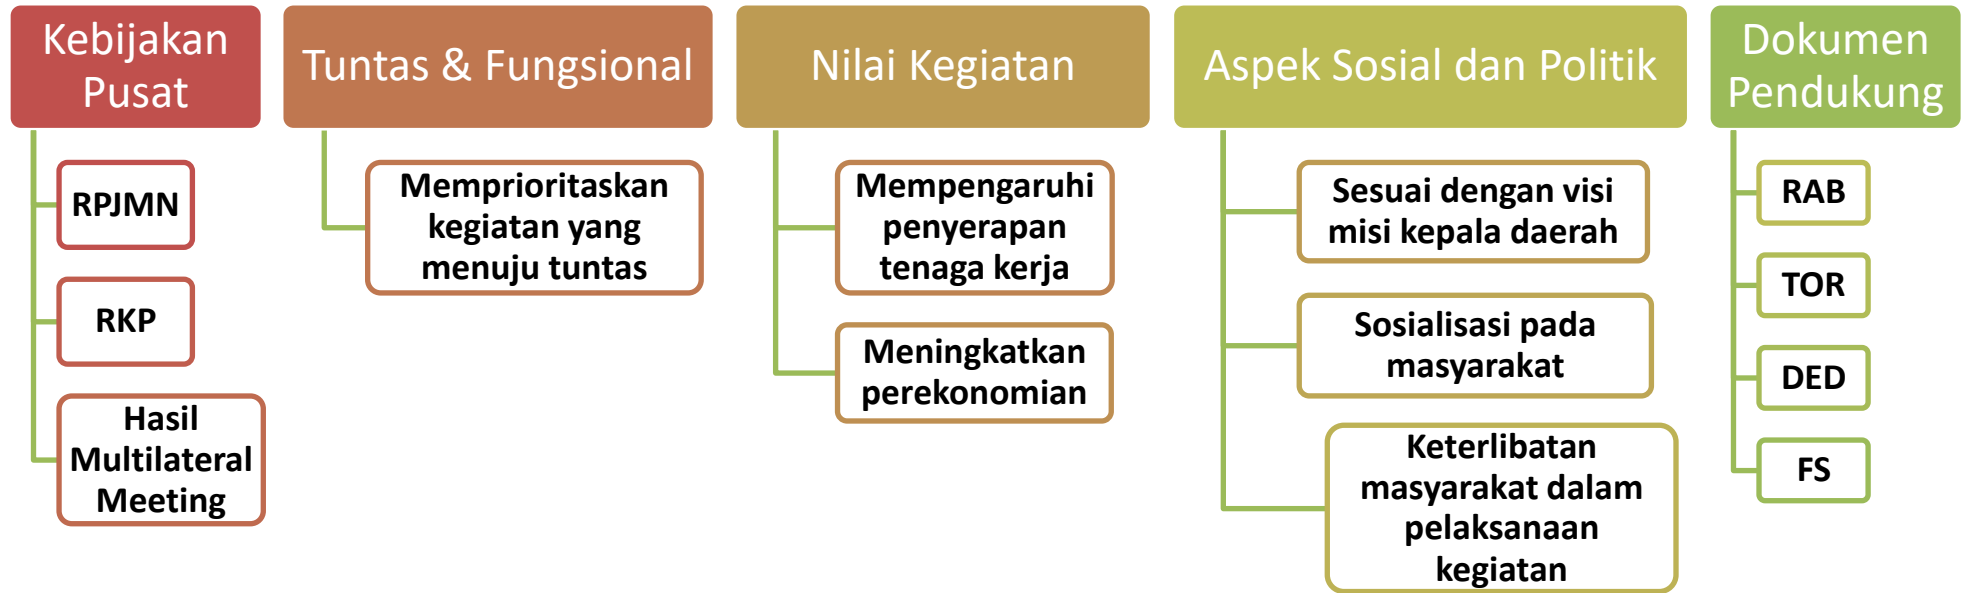 Kebijakan
Pusat
RPJMN
RKP
Hasil
Multilateral
Meeting
Tuntas & Fungsional
Memprioritaskan
kegiatan yang
menuju tuntas
Nilai Kegiatan
Mempengaruhi
penyerapan
tenaga kerja
Meningkatkan
perekonomian
Aspek Sosial dan Politik
Sesuai dengan visi
misi kepala daerah
Sosialisasi pada
masyarakat
Keterlibatan
masyarakat dalam
pelaksanaan
kegiatan
Dokumen
Pendukung
RAB
TOR
DED
FS